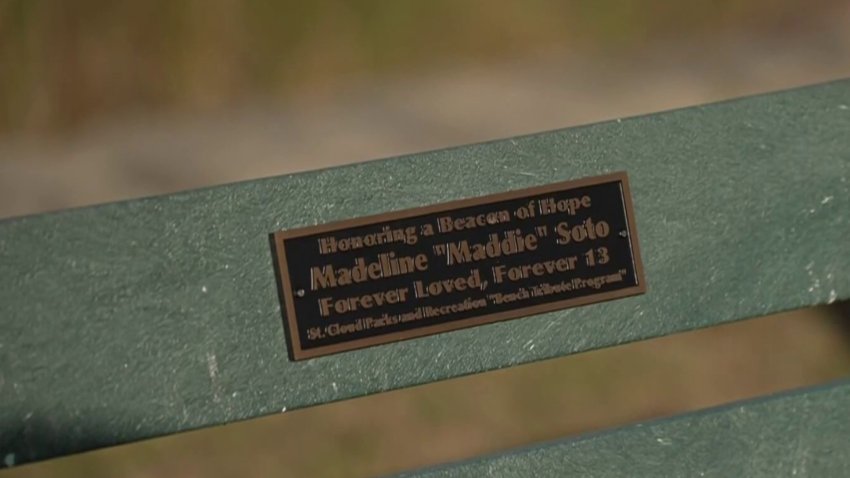 Honoring a Beacon of Hope
Madeline "Maddie" Soto
Forever Loved, Forever 13
St. Cloud Parks and Recreation "Bench Tribute Program"